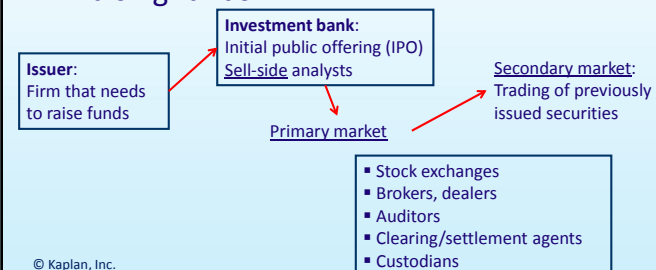 Investment bank:
Initial public offering (IPO)
Sell-side analysts
Issuer:
Firm that needs
to raise funds
Secondary market:
Trading of previously
issued securities
Primary market
▪ Stock exchanges
▪ Brokers, dealers
▪ Auditors
▪ Clearing/settlement agents
▪ Custodians
© Kaplan, Inc.